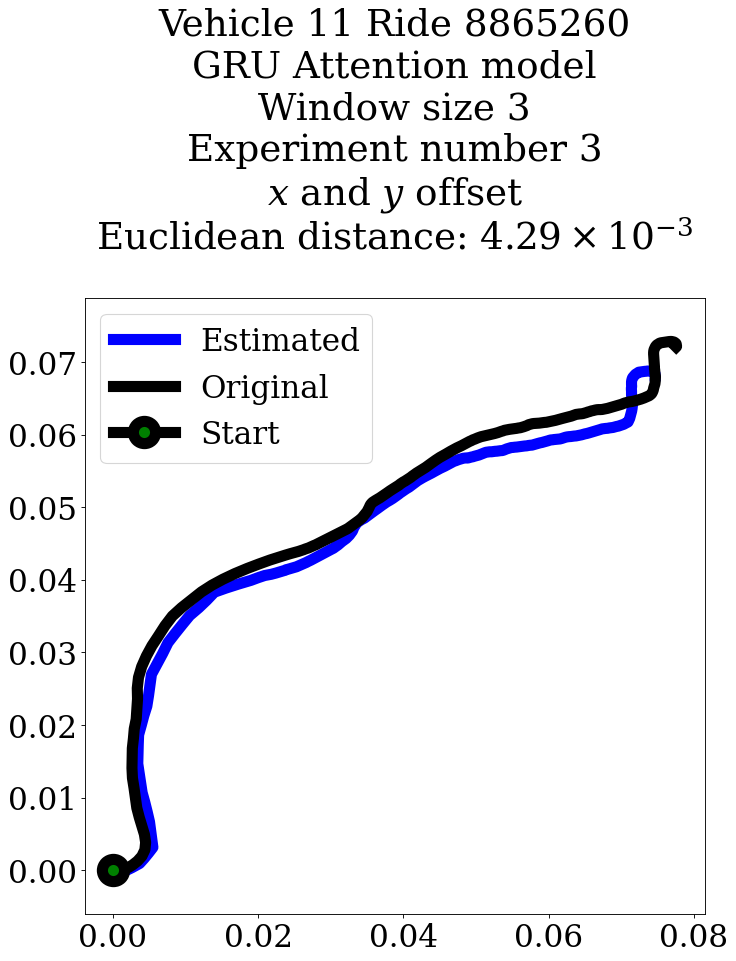 Vehicle 11 Ride 8865260
GRU Attention model
Window size 3
Experiment number 3
x and y offset
Euclidean distance: 4.29 × 10⁻³
Estimated
Original
Start
0.07
0.06
0.05
0.04
0.03
0.02
0.01
0.00
0.00 0.02 0.04 0.06 0.08